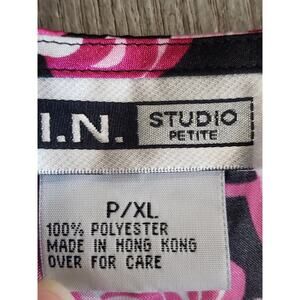 I.N. STUDIO
PETITE
P/XL
100% POLYESTER
MADE IN HONG KONG
OVER FOR CARE